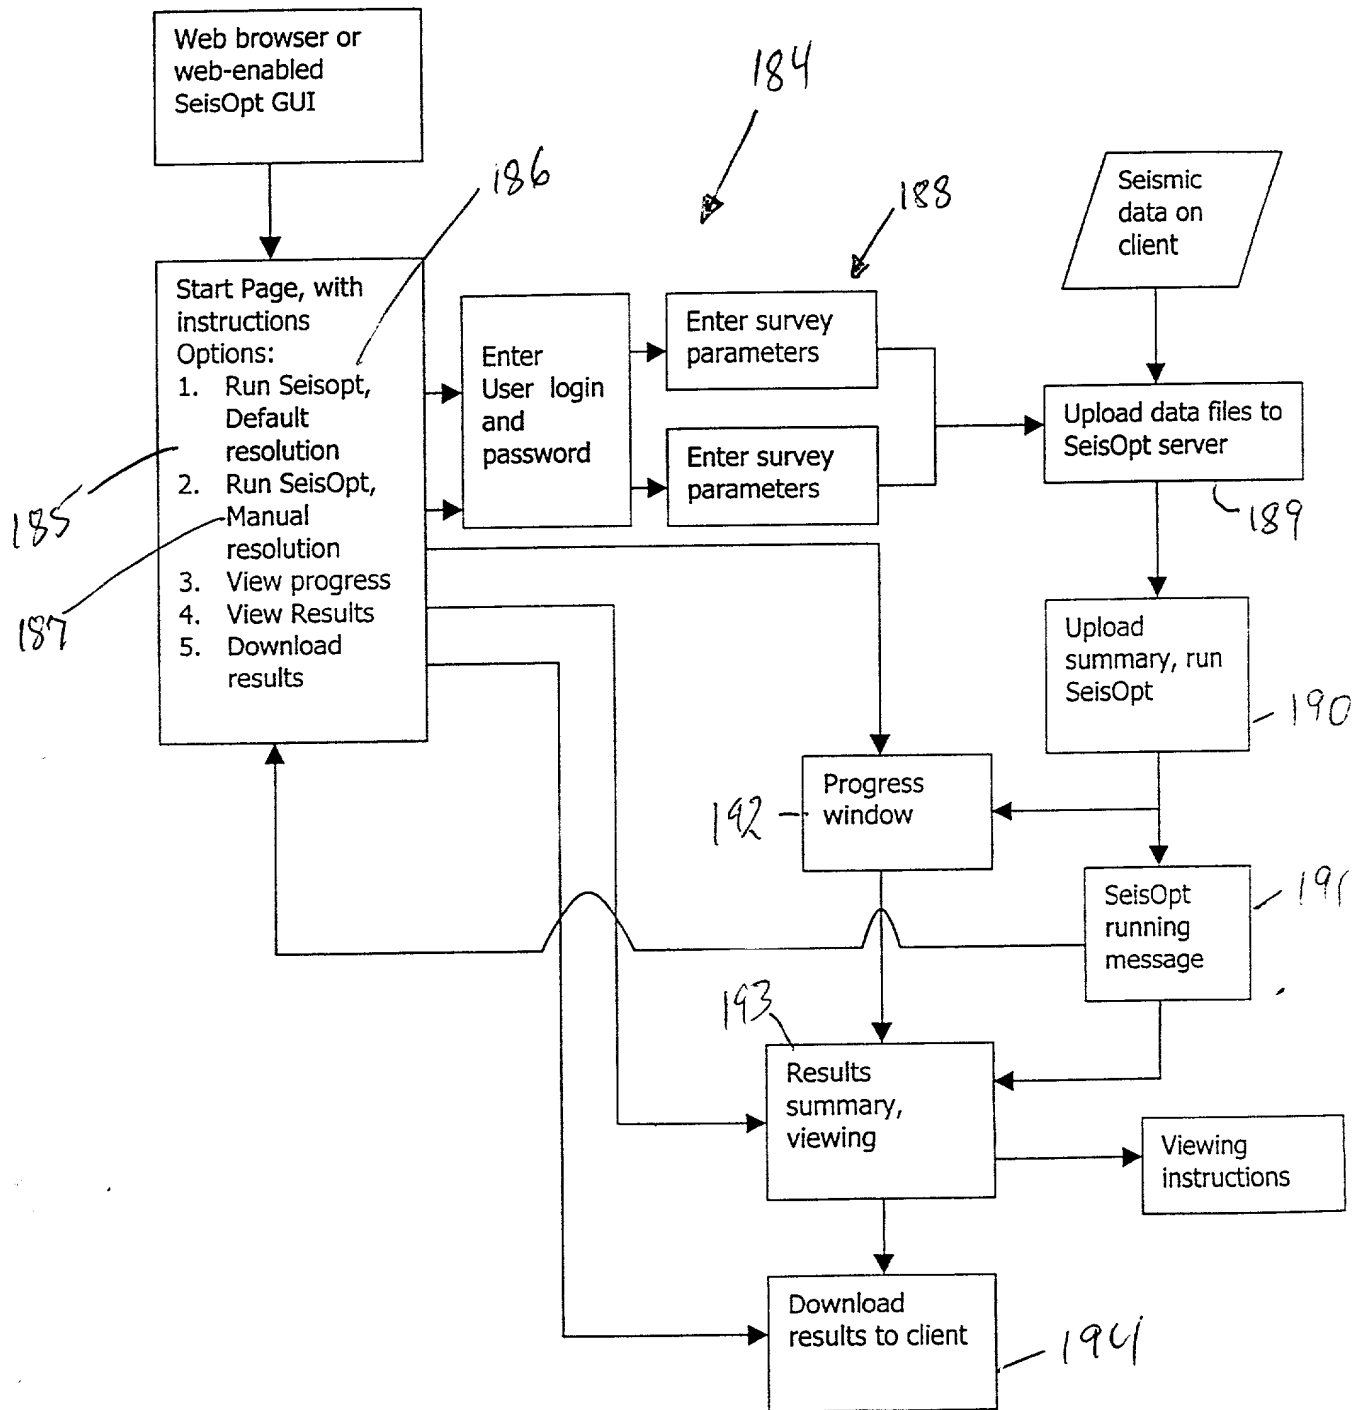 Web browser or
web-enabled
SeisOpt GUI
184
186
188
Seismic
data on
client
Start Page, with
instructions
Options:
1. Run Seisopt,
Default
resolution
2. Run SeisOpt,
Manual
resolution
3. View progress
4. View Results
5. Download
results
185
187
Enter
User login
and
password
Enter survey
parameters
Enter survey
parameters
Upload data files to
SeisOpt server
189
Upload
summary, run
SeisOpt
190
Progress
window
192
SeisOpt
running
message
191
193
Results
summary,
viewing
Viewing
instructions
Download
results to client
194